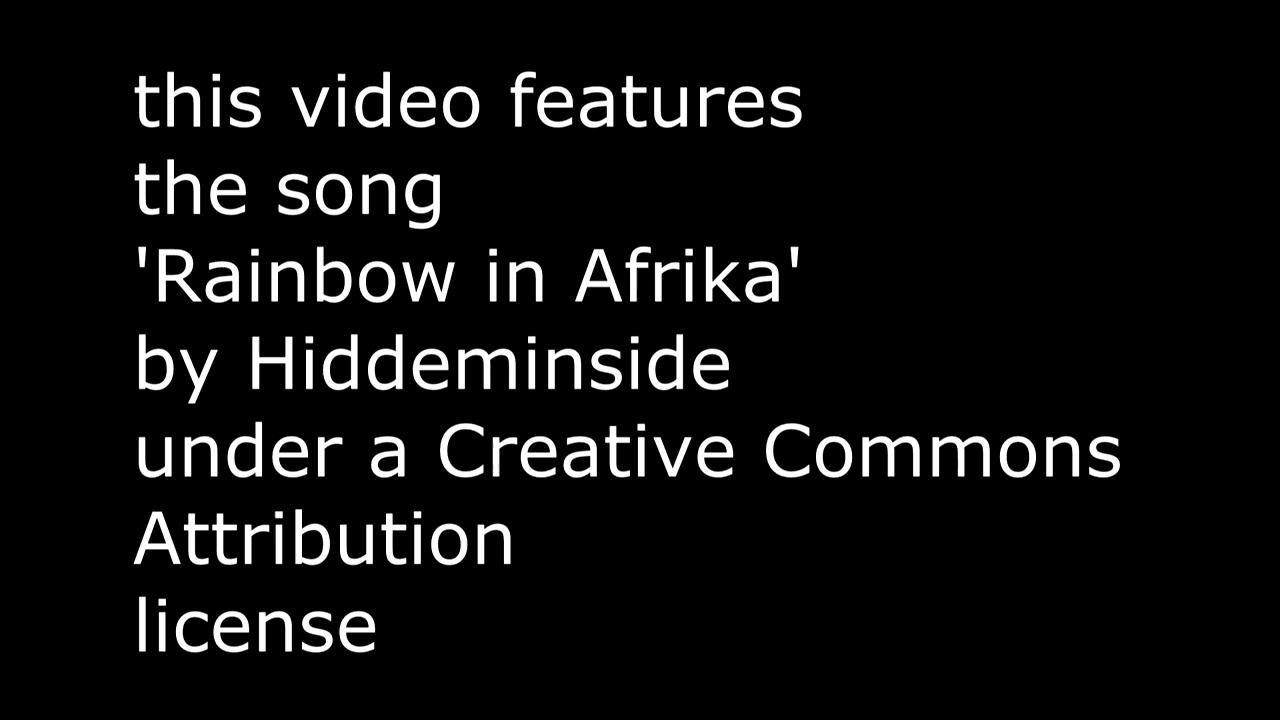 this video features
the song
'Rainbow in Afrika'
by Hiddeminside
under a Creative Commons
Attribution
license